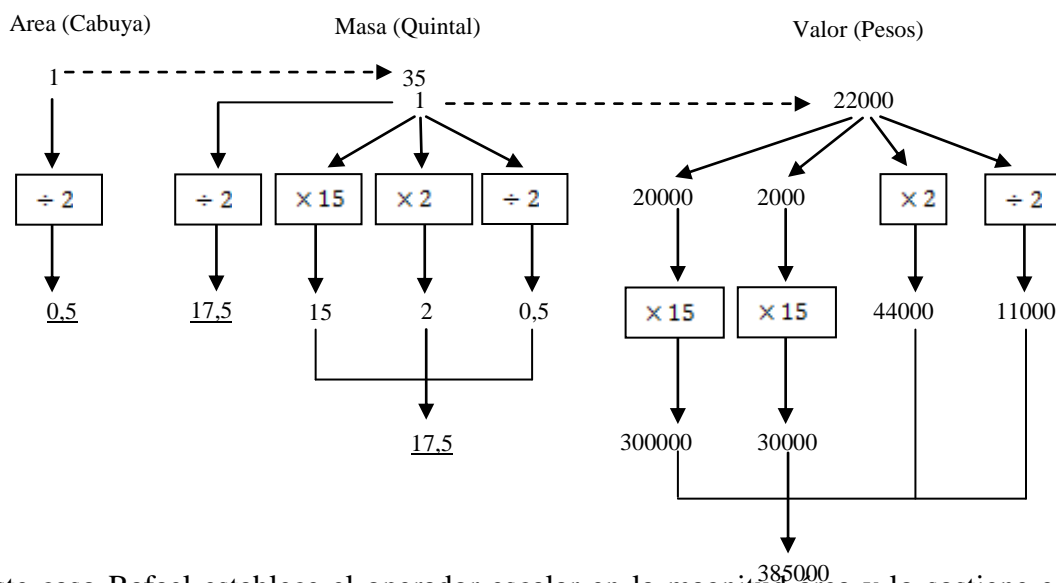 Area (Cabuya) Masa (Quintal) Valor (Pesos)
1 35
1 22000
÷ 2 ÷ 2 × 15 × 2 ÷ 2 20000 2000 × 2 ÷ 2
0,5 17,5 15 2 0,5 × 15 × 15 44000 11000
17,5 300000 30000
385000